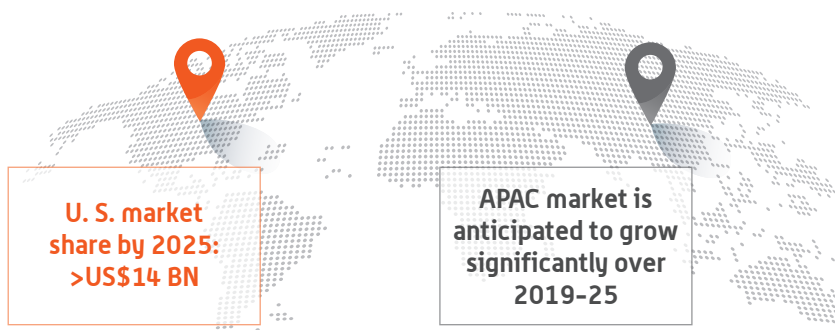 U. S. market
share by 2025:
>US$14 BN
APAC market is
anticipated to grow
significantly over
2019-25